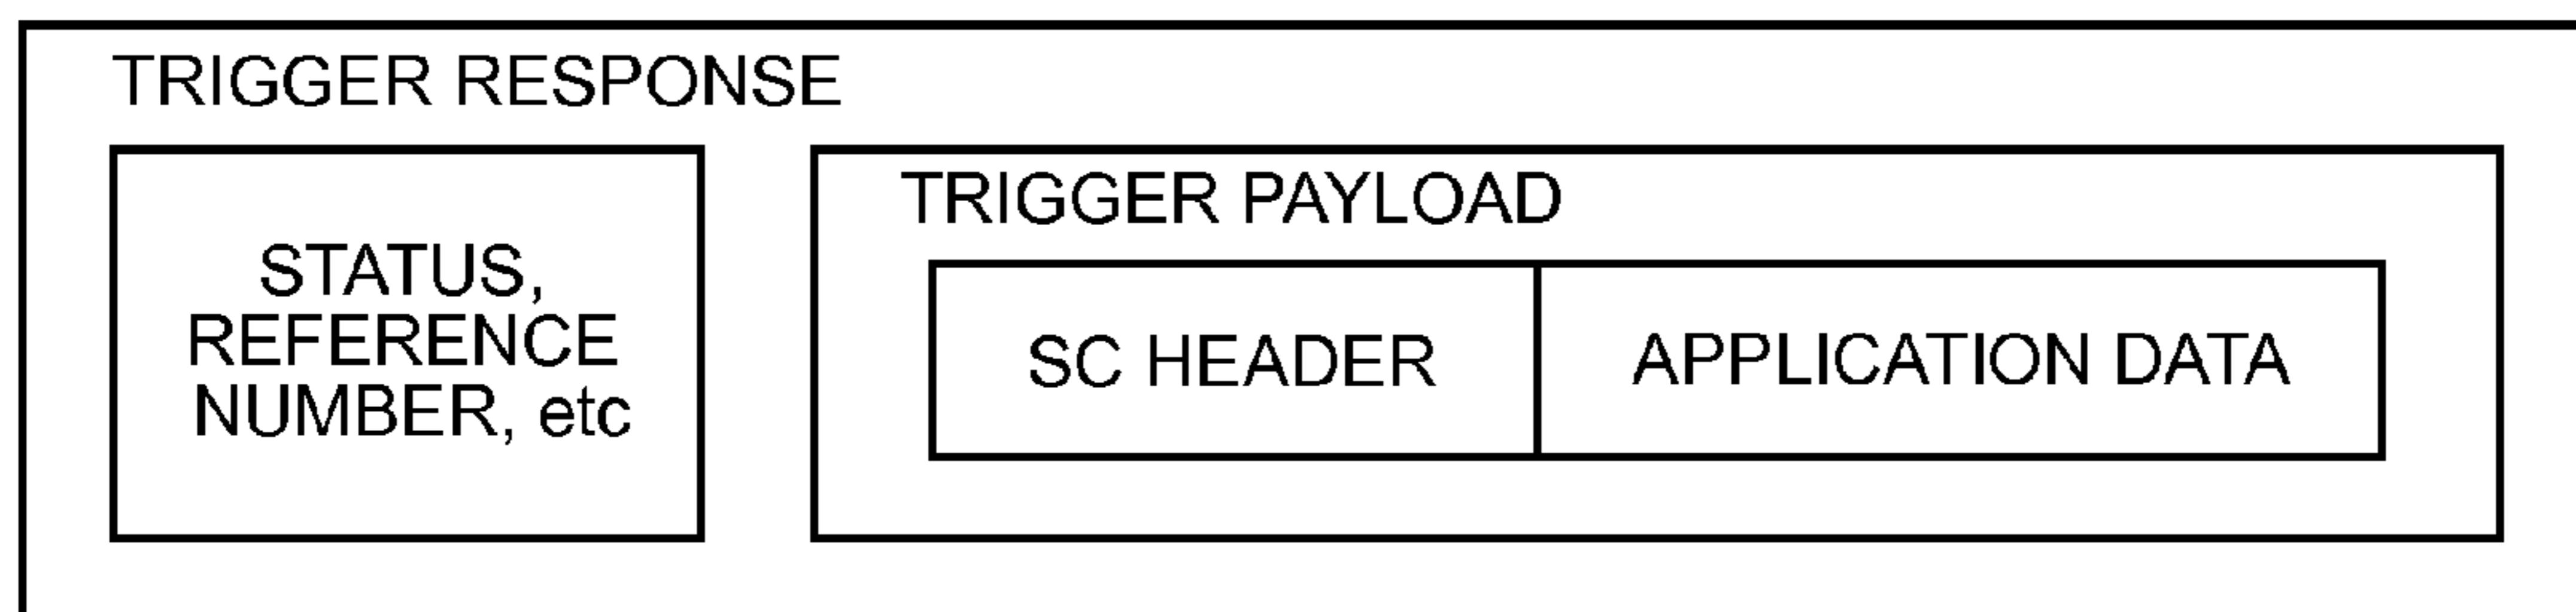 TRIGGER RESPONSE
STATUS,
REFERENCE
NUMBER, etc
TRIGGER PAYLOAD
SC HEADER
APPLICATION DATA